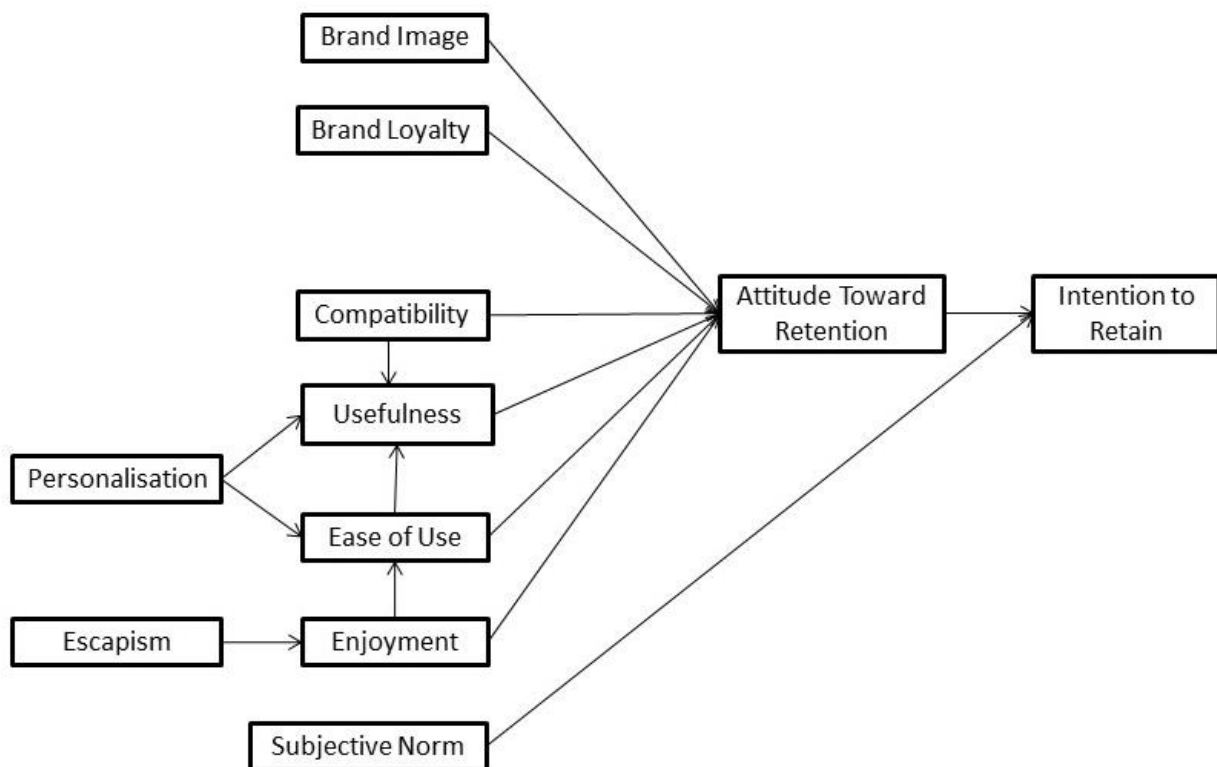 Brand Image
Brand Loyalty
Compatibility
Attitude Toward
Retention
Intention to
Retain
Usefulness
Personalisation
Ease of Use
Escapism
Enjoyment
Subjective Norm